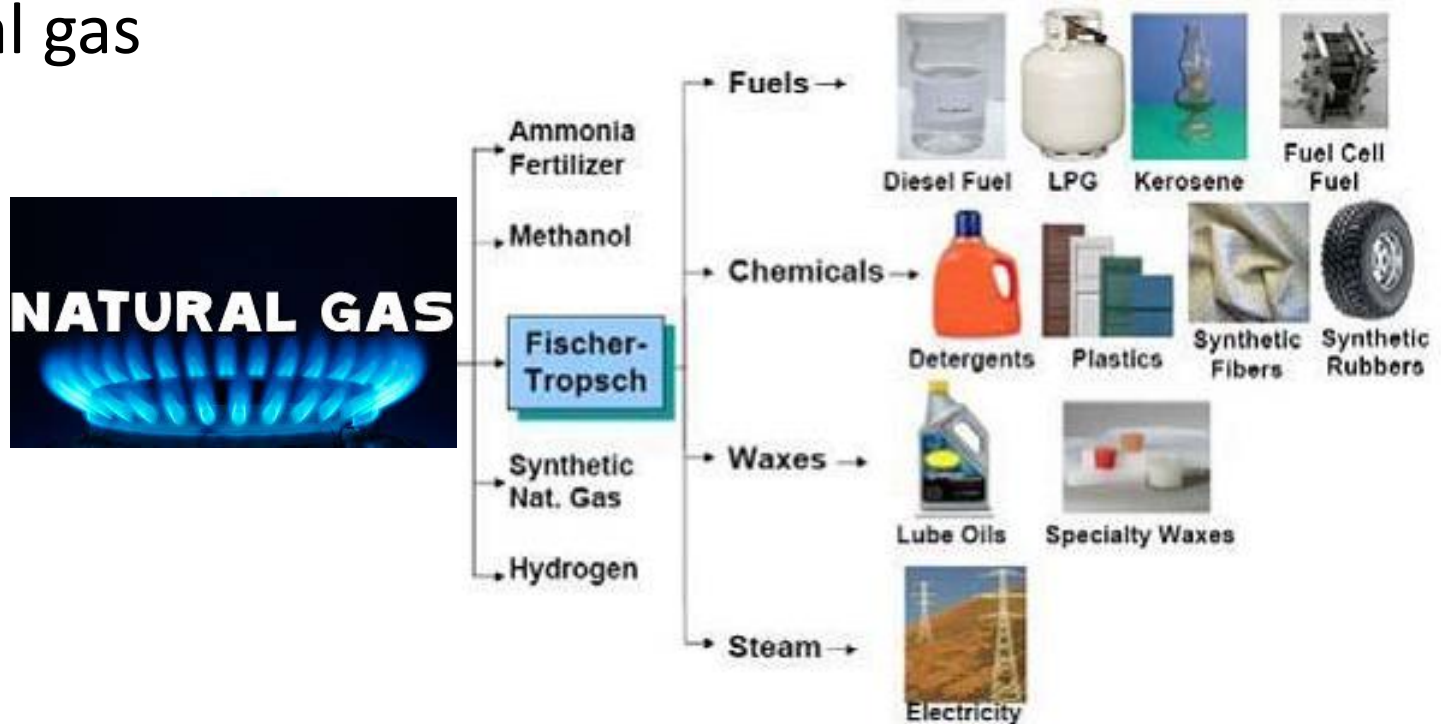 al gas
NATURAL GAS
Ammonia
Fertilizer
Methanol
Fischer-
Tropsch
Synthetic
Nat. Gas
Hydrogen
Fuels
Diesel Fuel
LPG
Kerosene
Fuel Cell
Fuel
Chemicals
Detergents
Plastics
Synthetic
Fibers
Synthetic
Rubbers
Waxes
Lube Oils
Specialty Waxes
Steam
Electricity